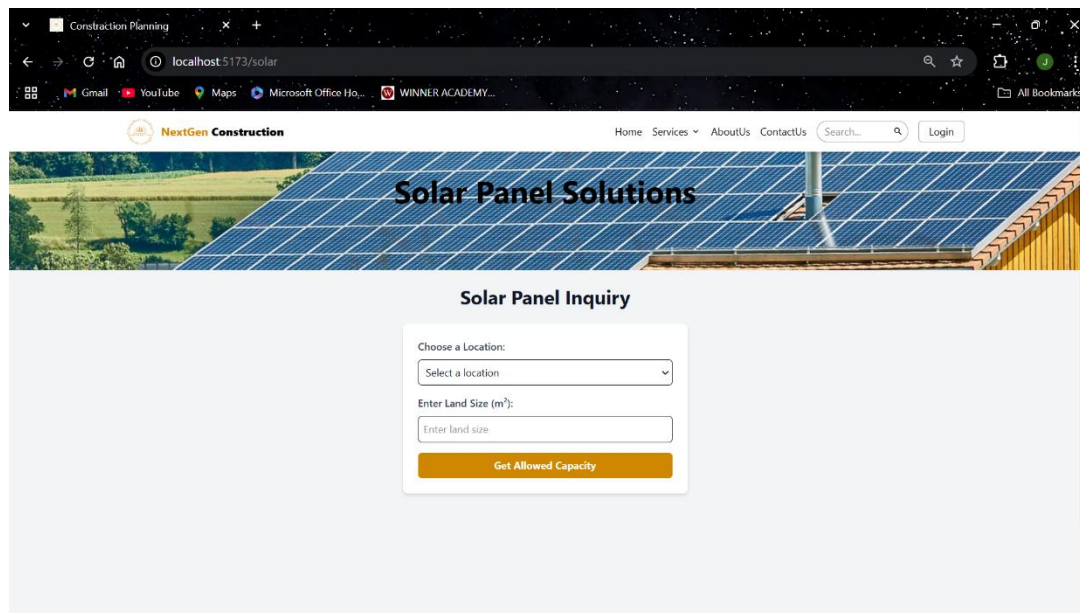 Constraction Planning
localhost:5173/solar
J
Gmail YouTube Maps Microsoft Office Ho... WINNER ACADEMY... All Bookmarks
NextGen Construction Home Services AboutUs ContactUs Search... Login
Solar Panel Solutions
Solar Panel Inquiry
Choose a Location:
Select a location
Enter Land Size (m²):
Enter land size
Get Allowed Capacity